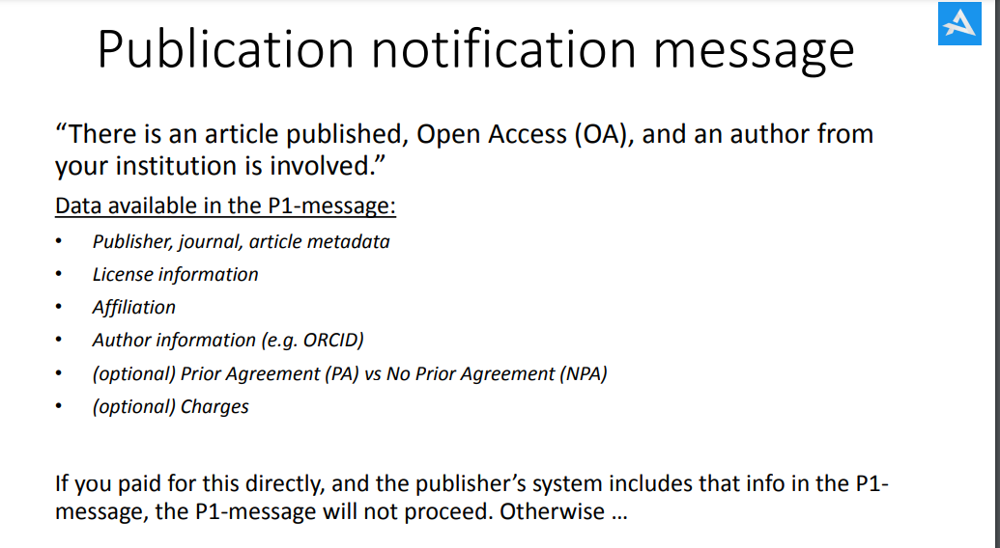 Publication notification message
“There is an article published, Open Access (OA), and an author from
your institution is involved.”
Data available in the P1-message:
• Publisher, journal, article metadata
• License information
• Affiliation
• Author information (e.g. ORCID)
• (optional) Prior Agreement (PA) vs No Prior Agreement (NPA)
• (optional) Charges
If you paid for this directly, and the publisher’s system includes that info in the P1-
message, the P1-message will not proceed. Otherwise …